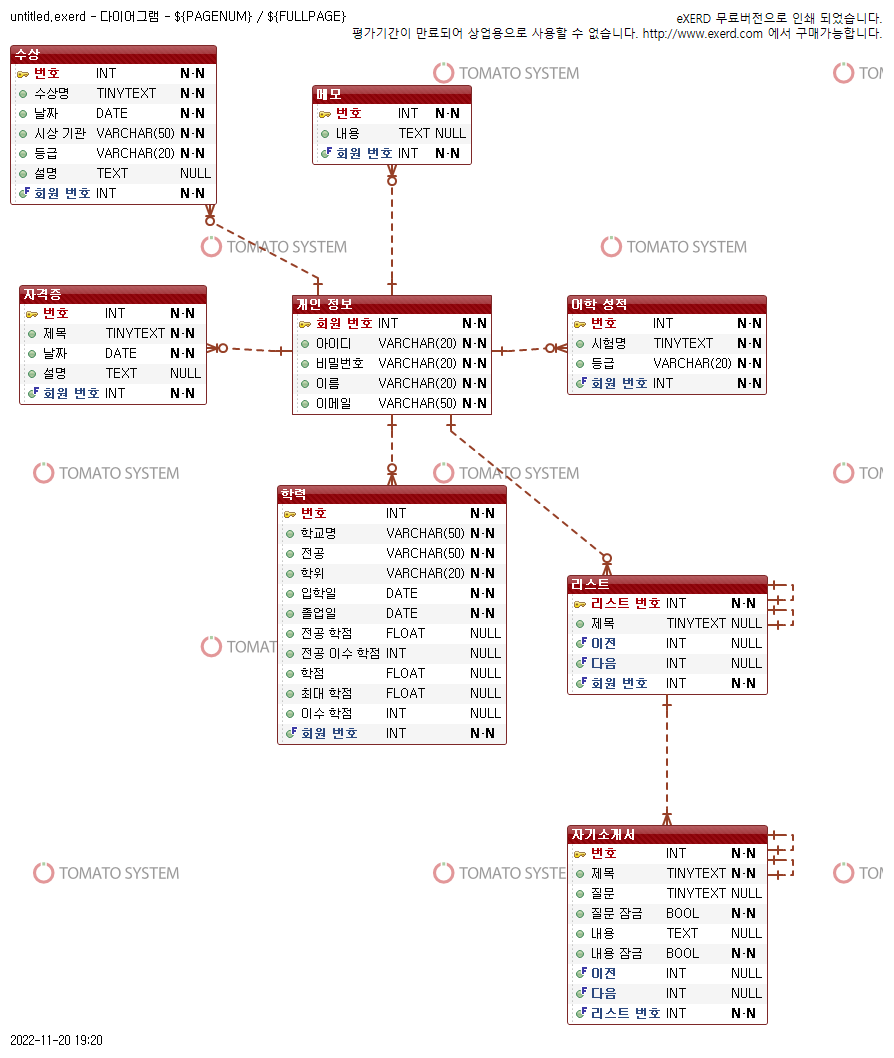 untitled.exerd - 다이어그램 - ${PAGENUM} / ${FULLPAGE}
eXERD 무료버전으로 인쇄 되었습니다.
평가기간이 만료되어 상업용으로 사용할 수 없습니다. http://www.exerd.com 에서 구매가능합니다.
수상
번호 INT N-N
수상명 TINYTEXT N-N
날짜 DATE N-N
시상 기관 VARCHAR(50) N-N
등급 VARCHAR(20) N-N
설명 TEXT NULL
회원 번호 INT N-N
TOMATO SYSTEM
TO
메모
번호 INT N-N
내용 TEXT NULL
회원 번호 INT N-N
TOMATO SYSTEM
TOMATO SYSTEM
자격증
번호 INT N-N
제목 TINYTEXT N-N
날짜 DATE N-N
설명 TEXT NULL
회원 번호 INT N-N
개인 정보
회원 번호 INT N-N
아이디 VARCHAR(20) N-N
비밀번호 VARCHAR(20) N-N
이름 VARCHAR(20) N-N
이메일 VARCHAR(50) N-N
어학 성적
번호 INT N-N
시험명 TINYTEXT N-N
등급 VARCHAR(20) N-N
회원 번호 INT N-N
TOMATO SYSTEM
TOMATO SYSTEM
TO
학력
번호 INT N-N
학교명 VARCHAR(50) N-N
전공 VARCHAR(50) N-N
학위 VARCHAR(20) N-N
입학일 DATE N-N
졸업일 DATE N-N
전공 학점 FLOAT NULL
전공 이수 학점 INT NULL
학점 FLOAT NULL
최대 학점 FLOAT NULL
이수 학점 INT NULL
회원 번호 INT N-N
TOMAT
리스트
리스트 번호 INT N-N
제목 TINYTEXT NULL
이전 INT NULL
다음 INT NULL
회원 번호 INT N-N
자기소개서
번호 INT N-N
제목 TINYTEXT N-N
질문 TINYTEXT NULL
질문 잠금 BOOL N-N
내용 TEXT NULL
내용 잠금 BOOL N-N
이전 INT NULL
다음 INT NULL
리스트 번호 INT N-N
TOMATO SYSTEM
TOMATO SYSTE
TO
2022-11-20 19:20